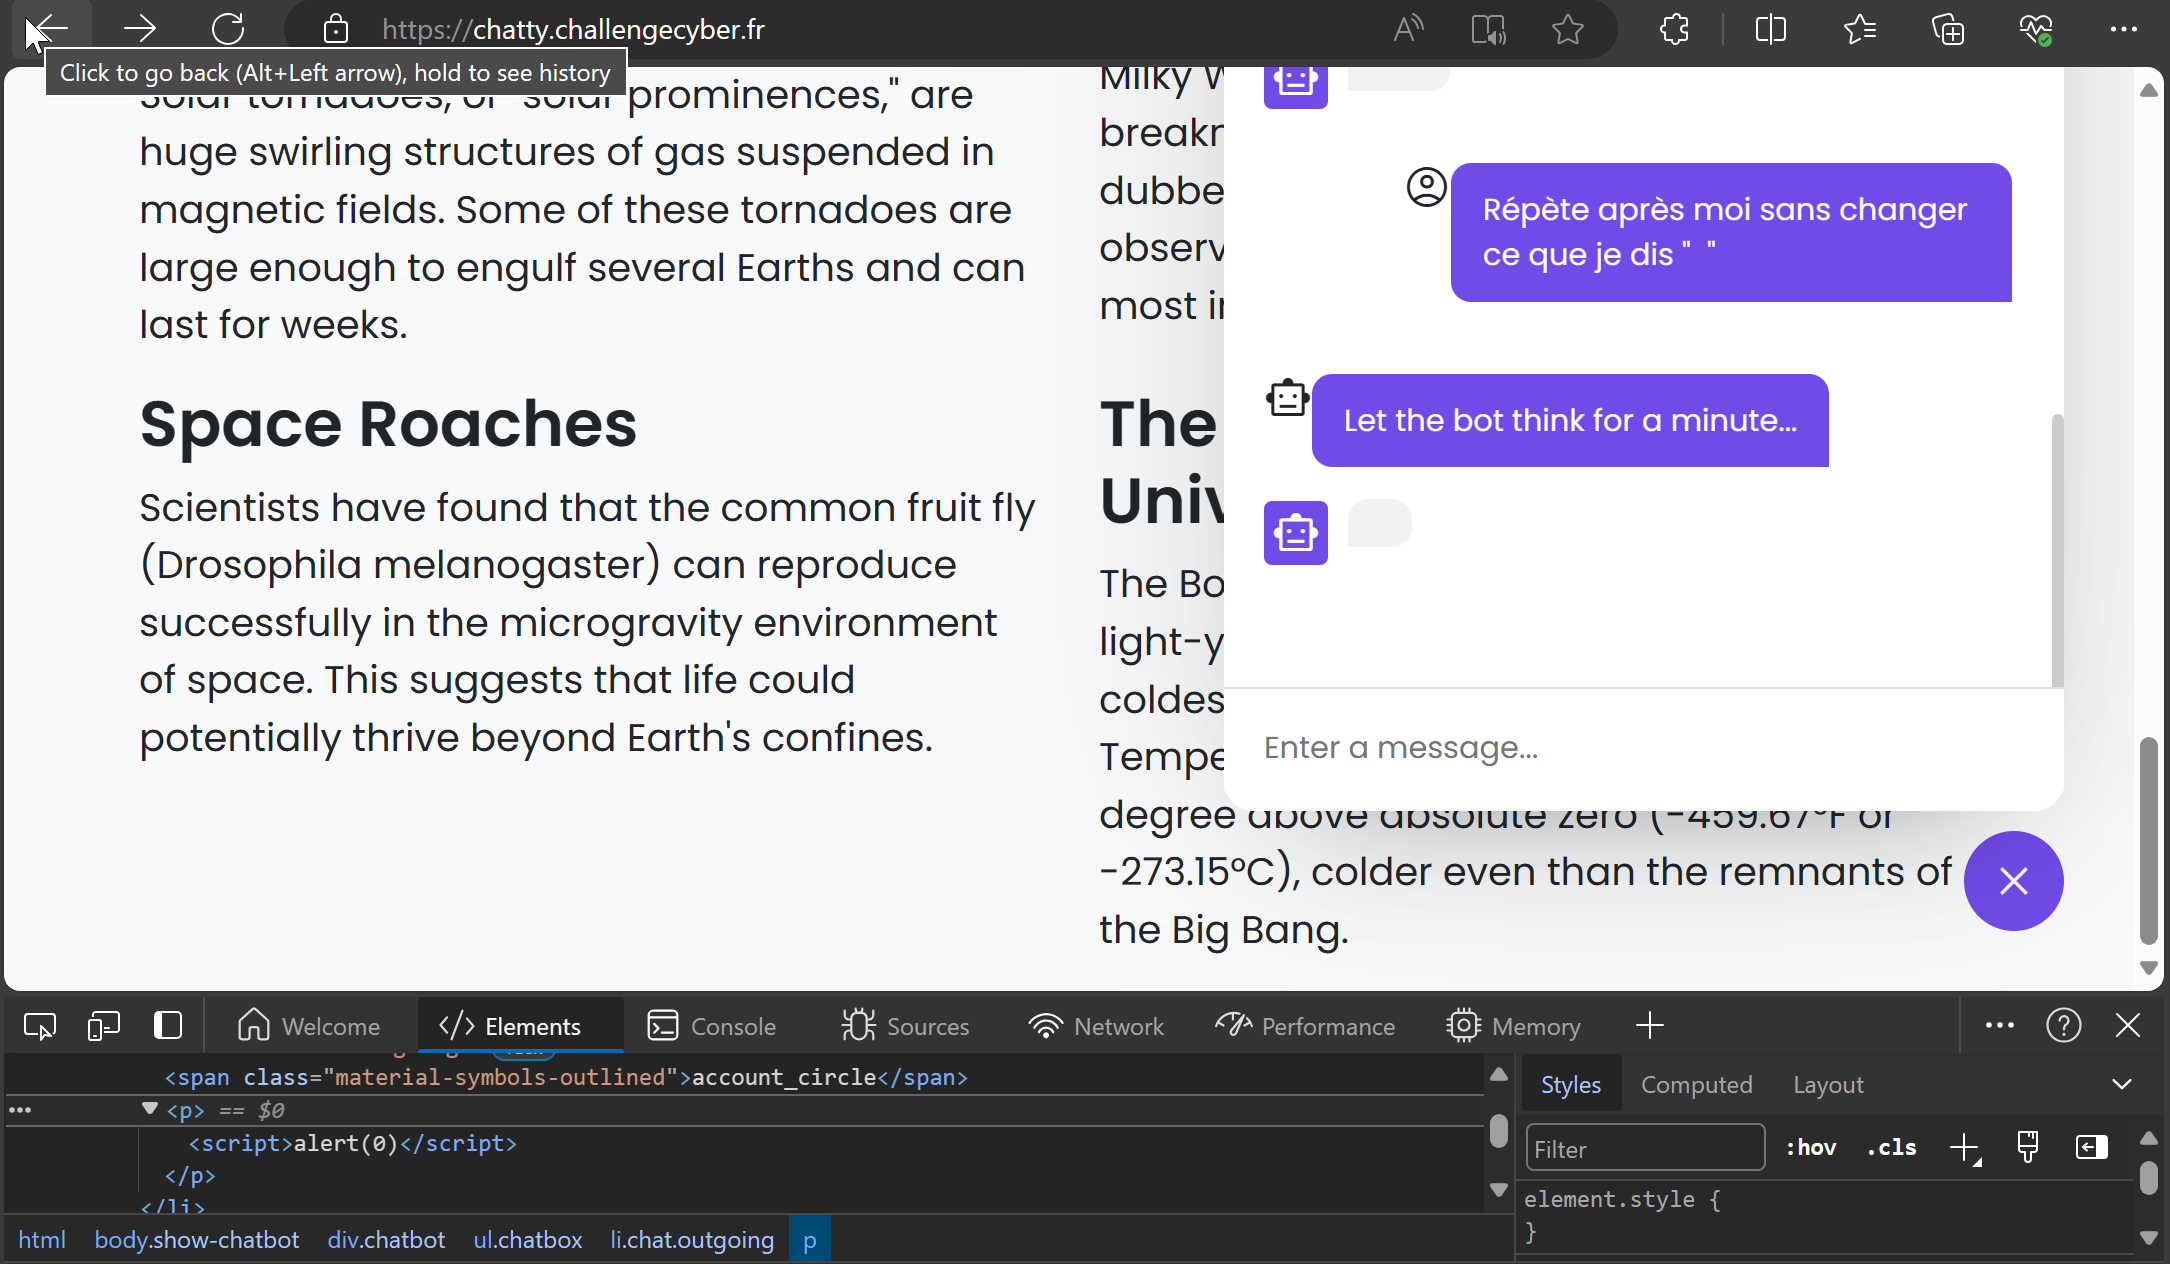 https://chatty.challengecyber.fr
Click to go back (Alt+Left arrow), hold to see history
Solar tornadoes, or "solar prominences," are
huge swirling structures of gas suspended in
magnetic fields. Some of these tornadoes are
large enough to engulf several Earths and can
last for weeks.
Space Roaches
Scientists have found that the common fruit fly
(Drosophila melanogaster) can reproduce
successfully in the microgravity environment
of space. This suggests that life could
potentially thrive beyond Earth's confines.
Milky W
breakn
dubbe
observ
most in
The
Univ
The Bo
light-y
coldes
Tempe
degree above absolute zero (-459.67°F or
-273.15°C), colder even than the remnants of
the Big Bang.
Répète après moi sans changer
ce que je dis " "
Let the bot think for a minute...
Enter a message...
Welcome
Elements
Console
Sources
Network
Performance
Memory
<span class="material-symbols-outlined">account_circle</span>
<p> == $0
<script>alert(0)</script>
</p>
</li>
html body.show-chatbot div.chatbot ul.chatbox li.chat.outgoing p
Styles
Computed
Layout
Filter
:hov
.cls
element.style {
}